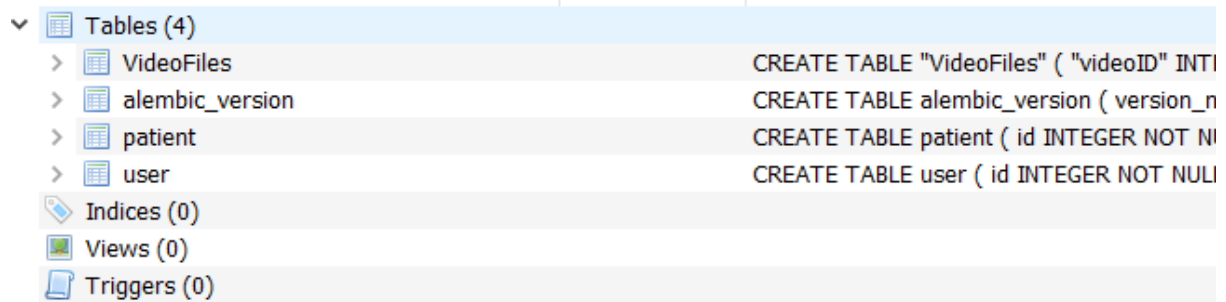 Tables (4)
VideoFiles CREATE TABLE "VideoFiles" ( "videoID"
alembic_version CREATE TABLE alembic_version (
patient CREATE TABLE patient ( id INTEGER NOT
user CREATE TABLE user ( id INTEGER NOT
Indices (0)
Views (0)
Triggers (0)